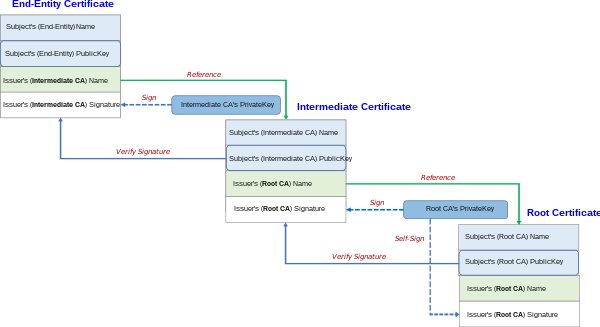 End-Entity Certificate
Subject's (End-Entity)Name
Subject's (End-Entity) PublicKey
Issuer's (Intermediate CA) Name
Issuer's (Intermediate CA) Signature
Reference
Sign
Intermediate CA's PrivateKey
Verify Signature
Intermediate Certificate
Subject's (Intermediate CA) Name
Subject's (Intermediate CA) PublicKey
Issuer's (Root CA) Name
Issuer's (Root CA) Signature
Reference
Sign
Root CA's PrivateKey
Self-Sign
Verify Signature
Root Certificate
Subject's (Root CA) Name
Subject's (Root CA) PublicKey
Issuer's (Root CA) Name
Issuer's (Root CA) Signature